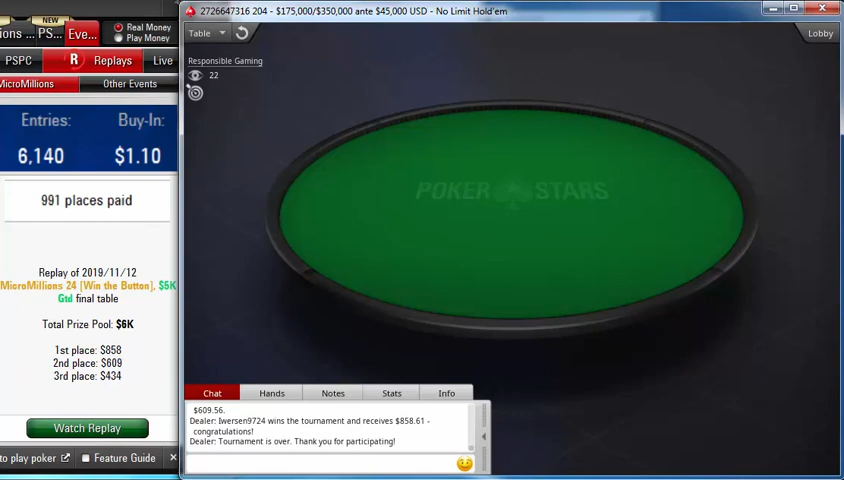 NEW
ons ...
PS...
Eve...
Real Money
Play Money
PSPC
R Replays
Live
MicroMillions
Other Events
Entries:
Buy-In:
6,140
$1.10
991 places paid
Replay of 2019/11/12
MicroMillions 24 [Win the Button], $5K
Gtd final table
Total Prize Pool: $6K
1st place: $858
2nd place: $609
3rd place: $434
Watch Replay
to play poker
Feature Guide
2726647316 204 - $175,000/$350,000 ante $45,000 USD - No Limit Hold'em
Table
Lobby
Responsible Gaming
22
POKER STARS
Chat
Hands
Notes
Stats
Info
$609.56.
Dealer: Iwersen9724 wins the tournament and receives $858.61 -
congratulations!
Dealer: Tournament is over. Thank you for participating!